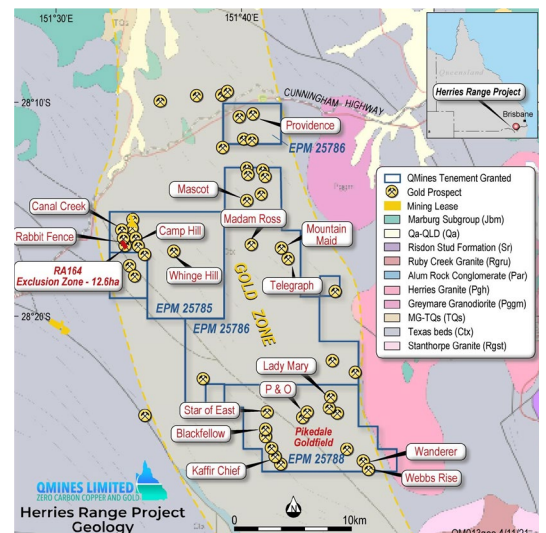 151°30'
151°40'
28°10'S
CUNNINGHAM HIGHWAY
Herries Range Project
Brisbane
Providence
EPM 25786
Pggm
QMines Tenement Granted
Gold Prospect
Mining Lease
Marburg Subgroup (Jbm)
Qa-QLD (Qa)
Risdon Stud Formation (Sr)
Ruby Creek Granite (Rgru)
Alum Rock Conglomerate (Par)
Herries Granite (Pgh)
Greymare Granodiorite (Pggm)
MG-TQs (TQs)
Texas beds (Ctx)
Stanthorpe Granite (Rgst)
Mascot
Canal Creek
Camp Hill
Madam Ross
Mountain
Maid
Rabbit Fence
RA164
Exclusion Zone - 12.6ha
Whinge Hill
Telegraph
GOLD ZONE
EPM 25785
EPM 25786
28°20'S
Lady Mary
P & O
Star of East
Pikedale
Goldfield
Blackfellow
EPM 25788
Wanderer
Kaffir Chief
Webbs Rise
QMINES LIMITED
ZERO CARBON COPPER AND GOLD
Herries Range Project
Geology
N
0
10km